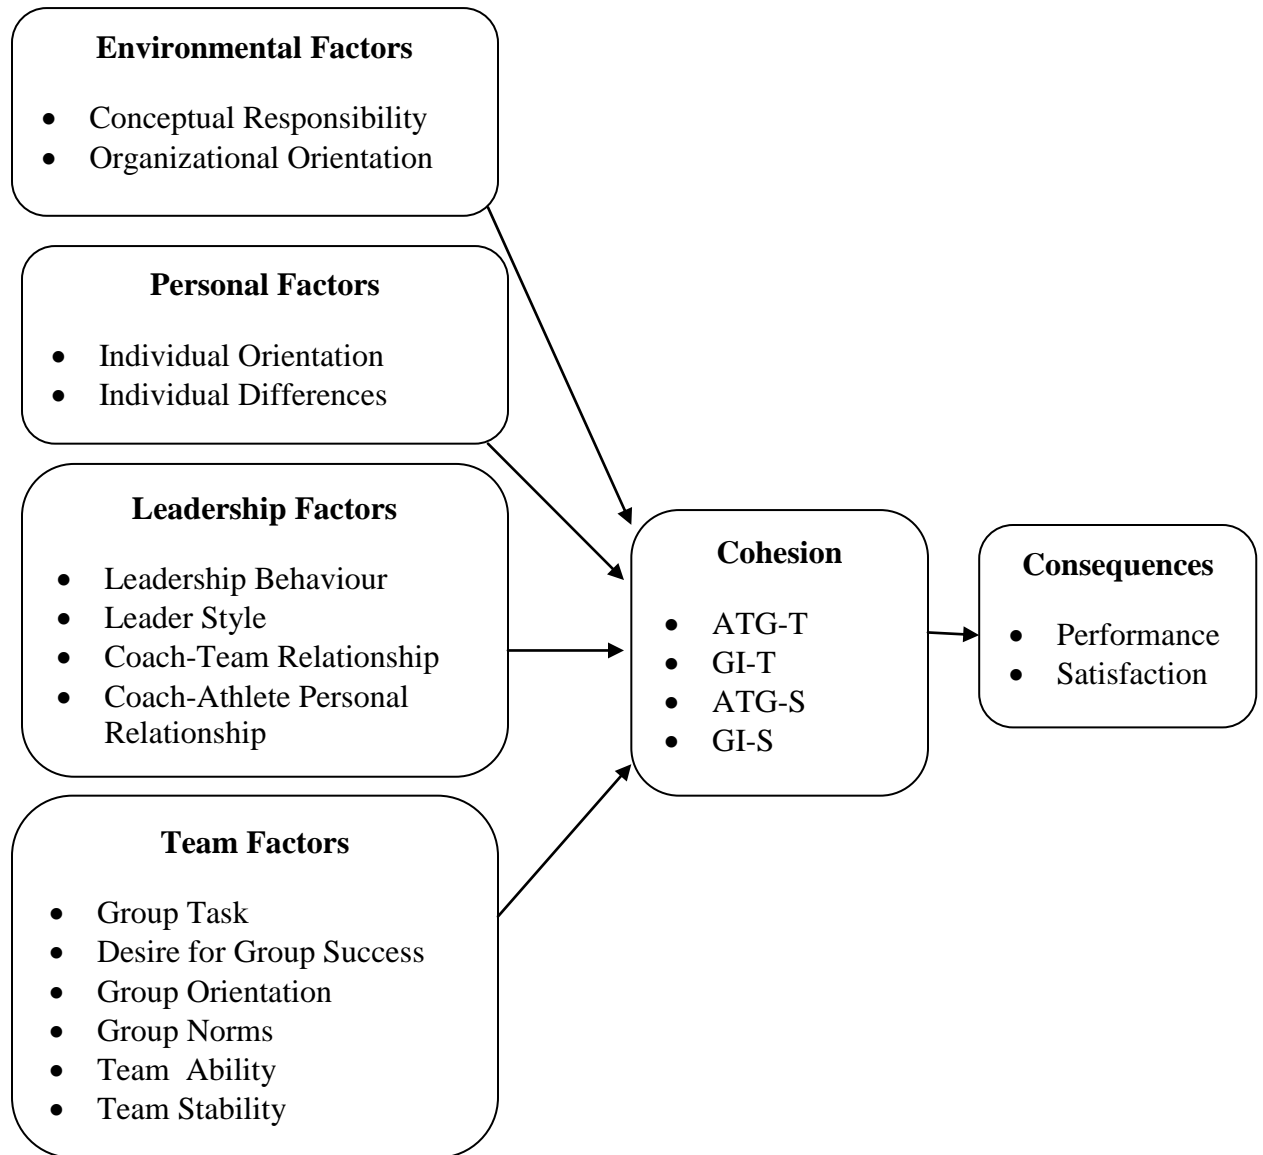 Environmental Factors
• Conceptual Responsibility
• Organizational Orientation
Personal Factors
• Individual Orientation
• Individual Differences
Leadership Factors
• Leadership Behaviour
• Leader Style
• Coach-Team Relationship
• Coach-Athlete Personal
Relationship
Team Factors
• Group Task
• Desire for Group Success
• Group Orientation
• Group Norms
• Team  Ability
• Team Stability
Cohesion
• ATG-T
• GI-T
• ATG-S
• GI-S
Consequences
• Performance
• Satisfaction